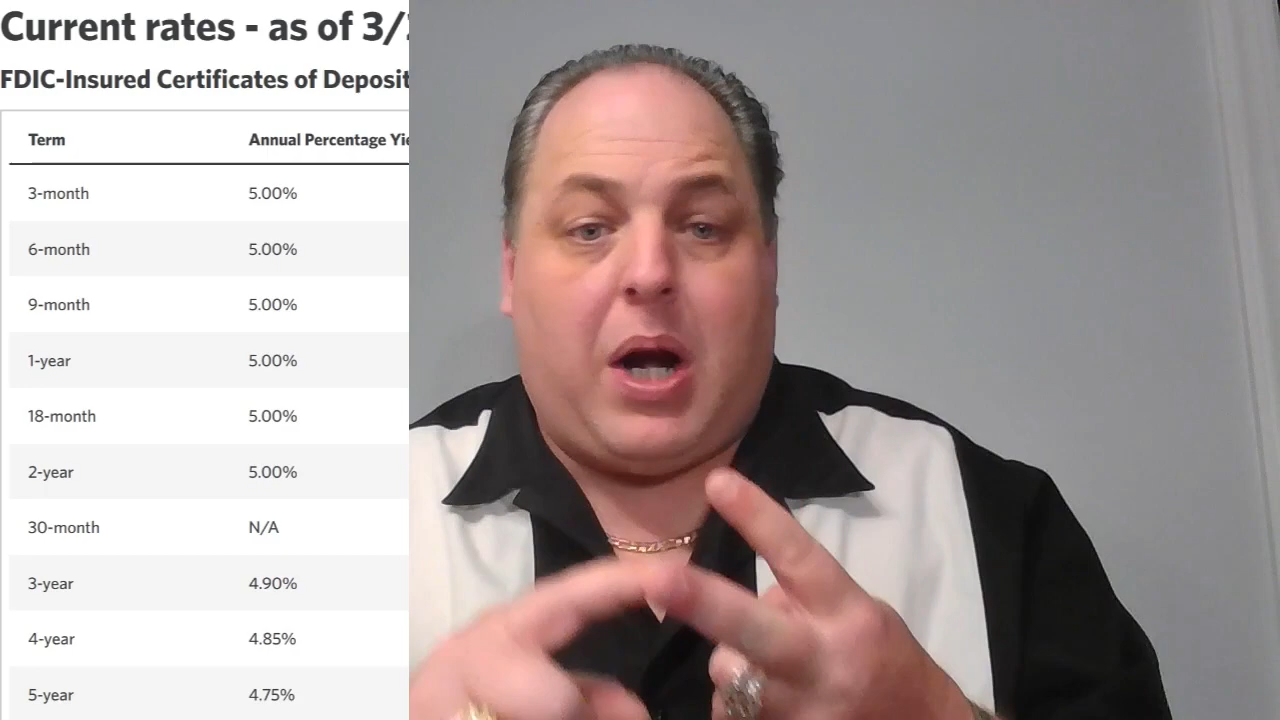 Current rates - as of 3/
FDIC-Insured Certificates of Deposit
Term Annual Percentage
3-month 5.00%
6-month 5.00%
9-month 5.00%
1-year 5.00%
18-month 5.00%
2-year 5.00%
30-month N/A
3-year 4.90%
4-year 4.85%
5-year 4.75%